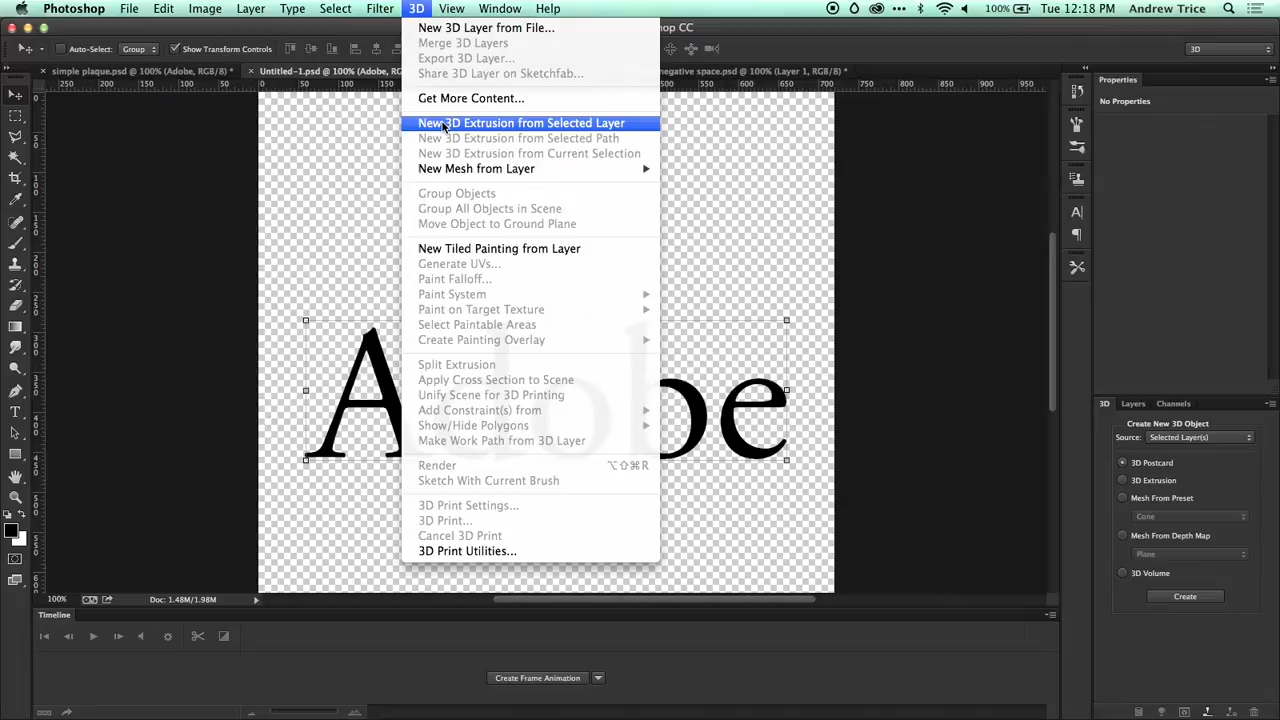 Photoshop File Edit Image Layer Type Select Filter 3D View Window Help 100% Tue 12:18 PM Andrew Trice
shop CC
Auto-Select: Group Show Transform Controls 3D
simple plaque.psd @ 100% (Adobe, RGB/8) * Untitled-1.psd @ 100% (Adobe, R negative space.psd @ 100% (Layer 1, RGB/8) *
New 3D Layer from File...
Merge 3D Layers
Export 3D Layer...
Share 3D Layer on Sketchfab...
Get More Content...
New 3D Extrusion from Selected Layer
New 3D Extrusion from Selected Path
New 3D Extrusion from Current Selection
New Mesh from Layer
Group Objects
Group All Objects in Scene
Move Object to Ground Plane
New Tiled Painting from Layer
Generate UVs...
Paint Falloff...
Paint System
Paint on Target Texture
Select Paintable Areas
Create Painting Overlay
Split Extrusion
Apply Cross Section to Scene
Unify Scene for 3D Printing
Add Constraint(s) from
Show/Hide Polygons
Make Work Path from 3D Layer
Render ⌥⇧⌘R
Sketch With Current Brush
3D Print Settings...
3D Print...
Cancel 3D Print
3D Print Utilities...
Adobe
Properties
No Properties
3D Layers Channels
Create New 3D Object
Source: Selected Layer(s)
3D Postcard
3D Extrusion
Mesh From Preset
Cone
Mesh From Depth Map
Plane
3D Volume
Create
100% Doc: 1.48M/1.98M
Timeline
Create Frame Animation